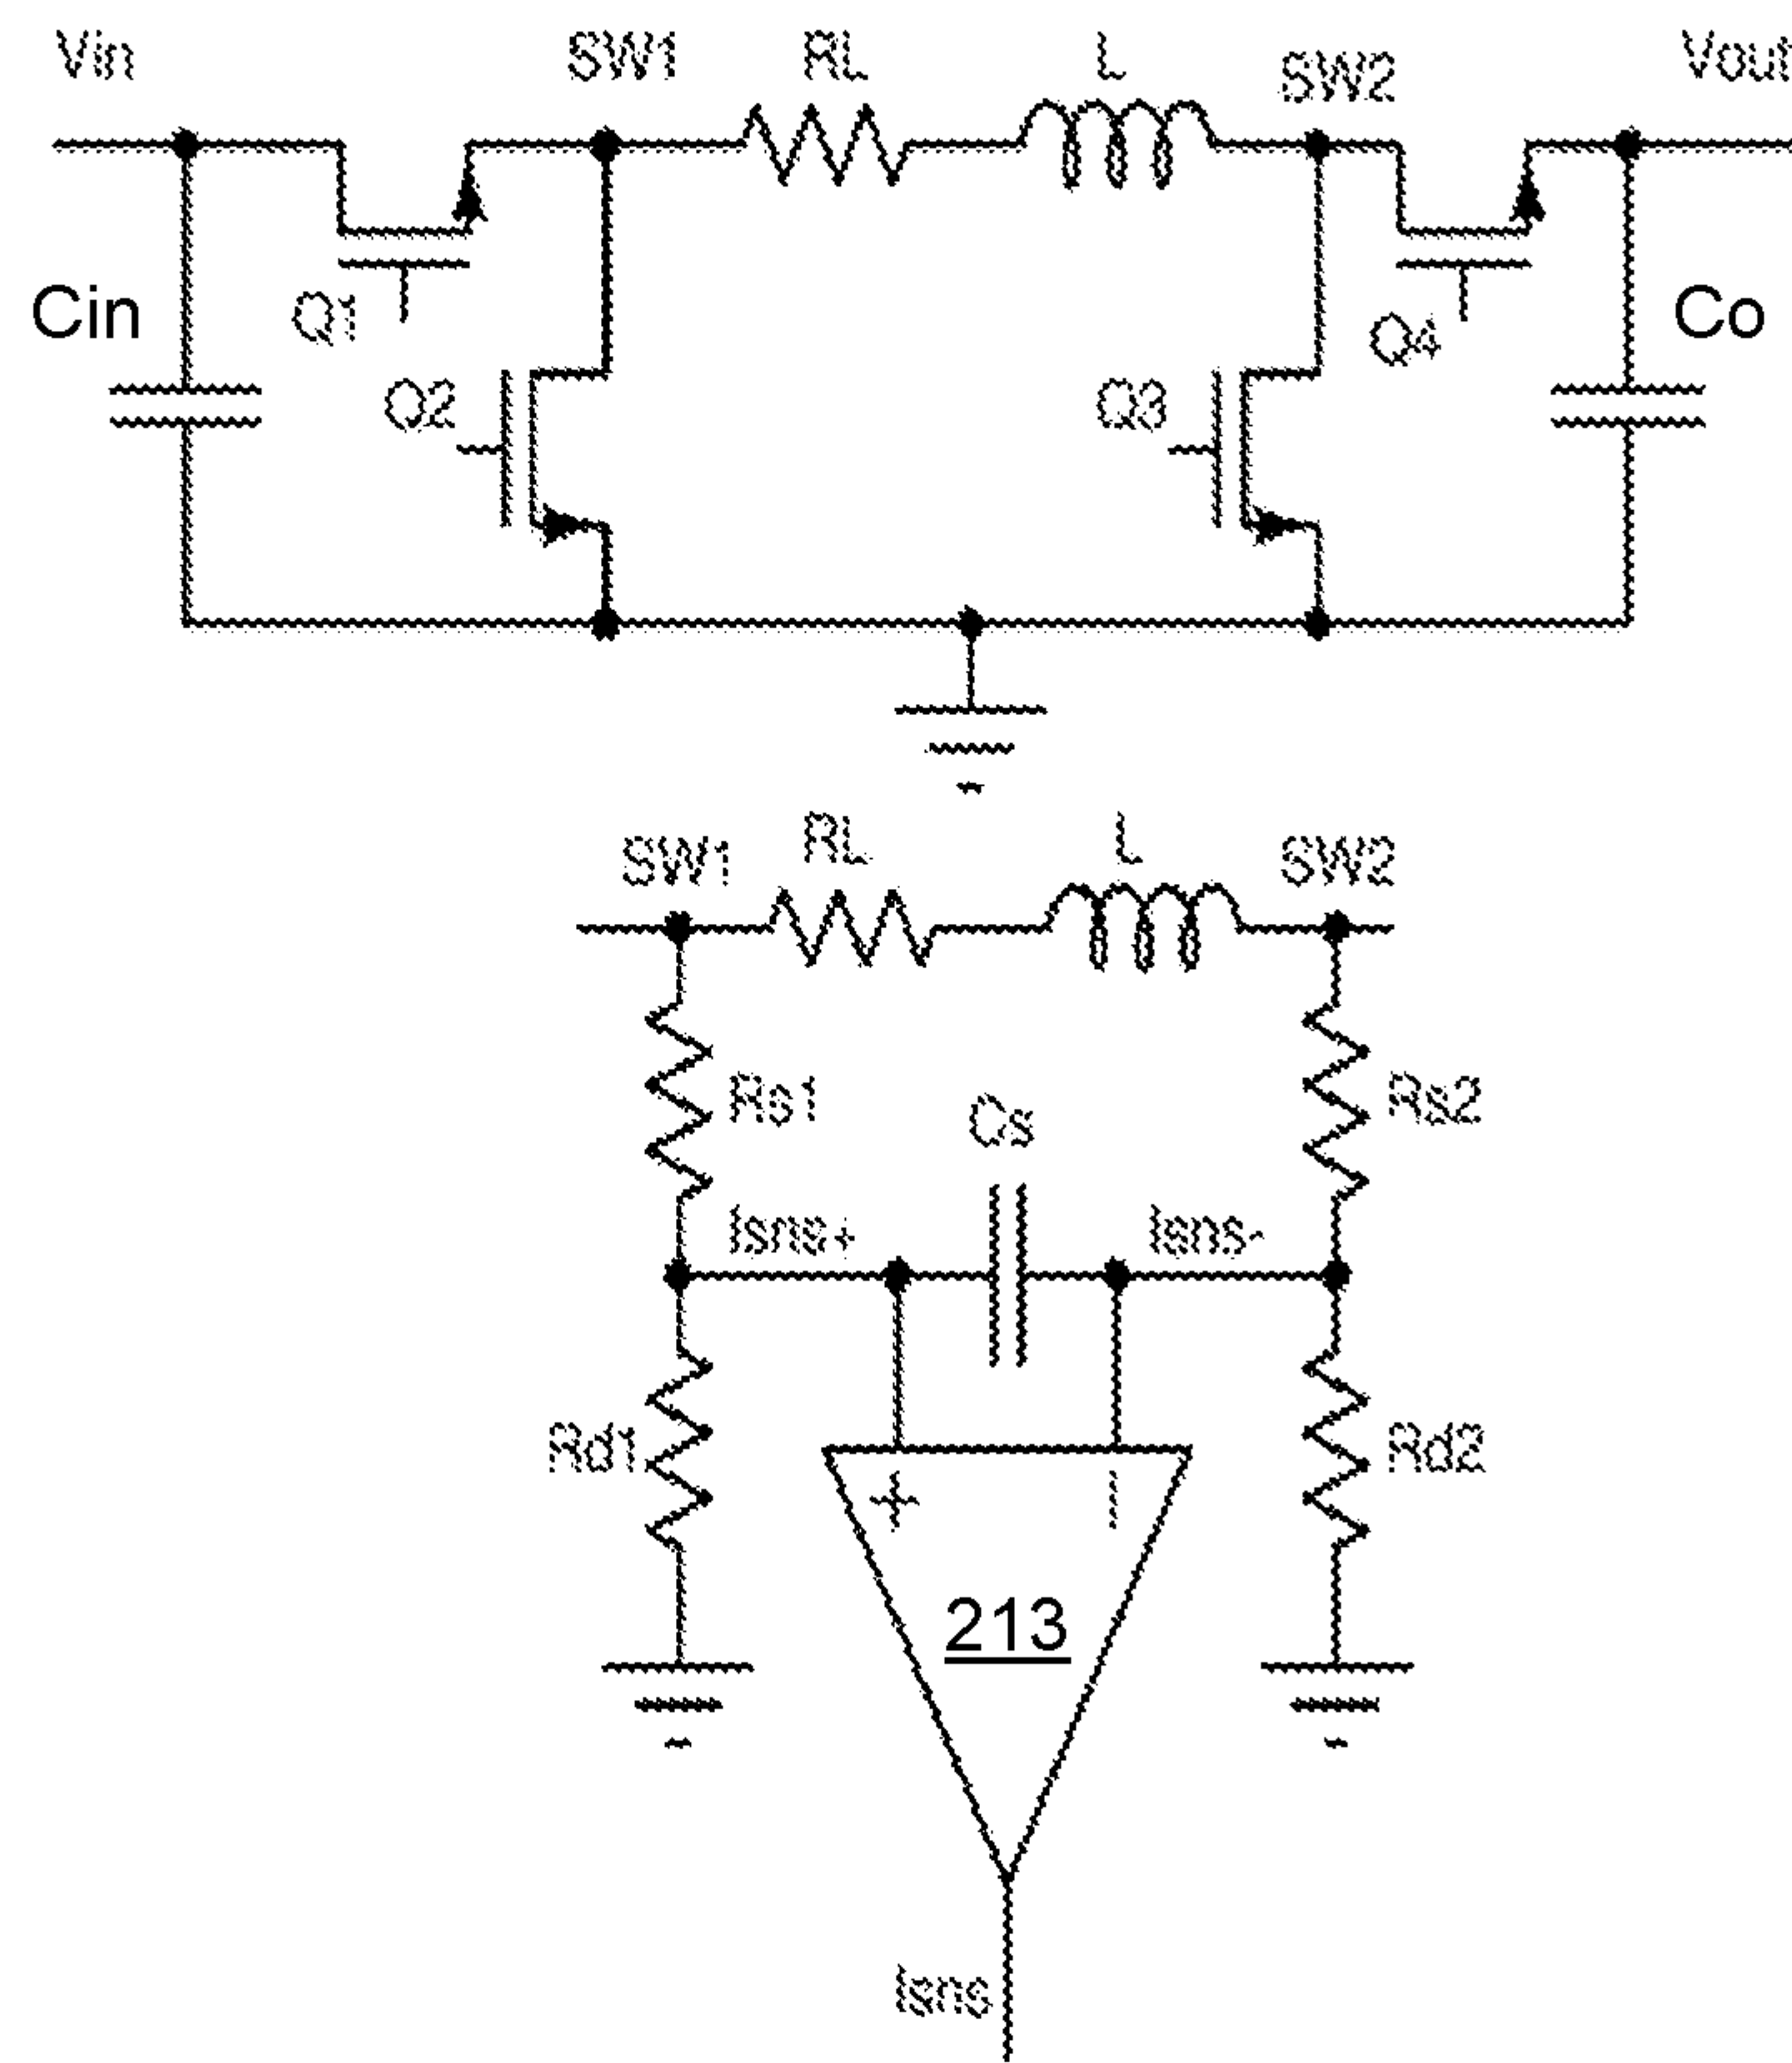 Vin
SW1
RL
L
SW2
Vout
Cin
Q1
Q2
Q3
Q4
Co
SW1
RL
L
SW2
Rs1
Cs
Rs2
Isns+
Isns-
Rd1
Rd2
+
-
213
Isns